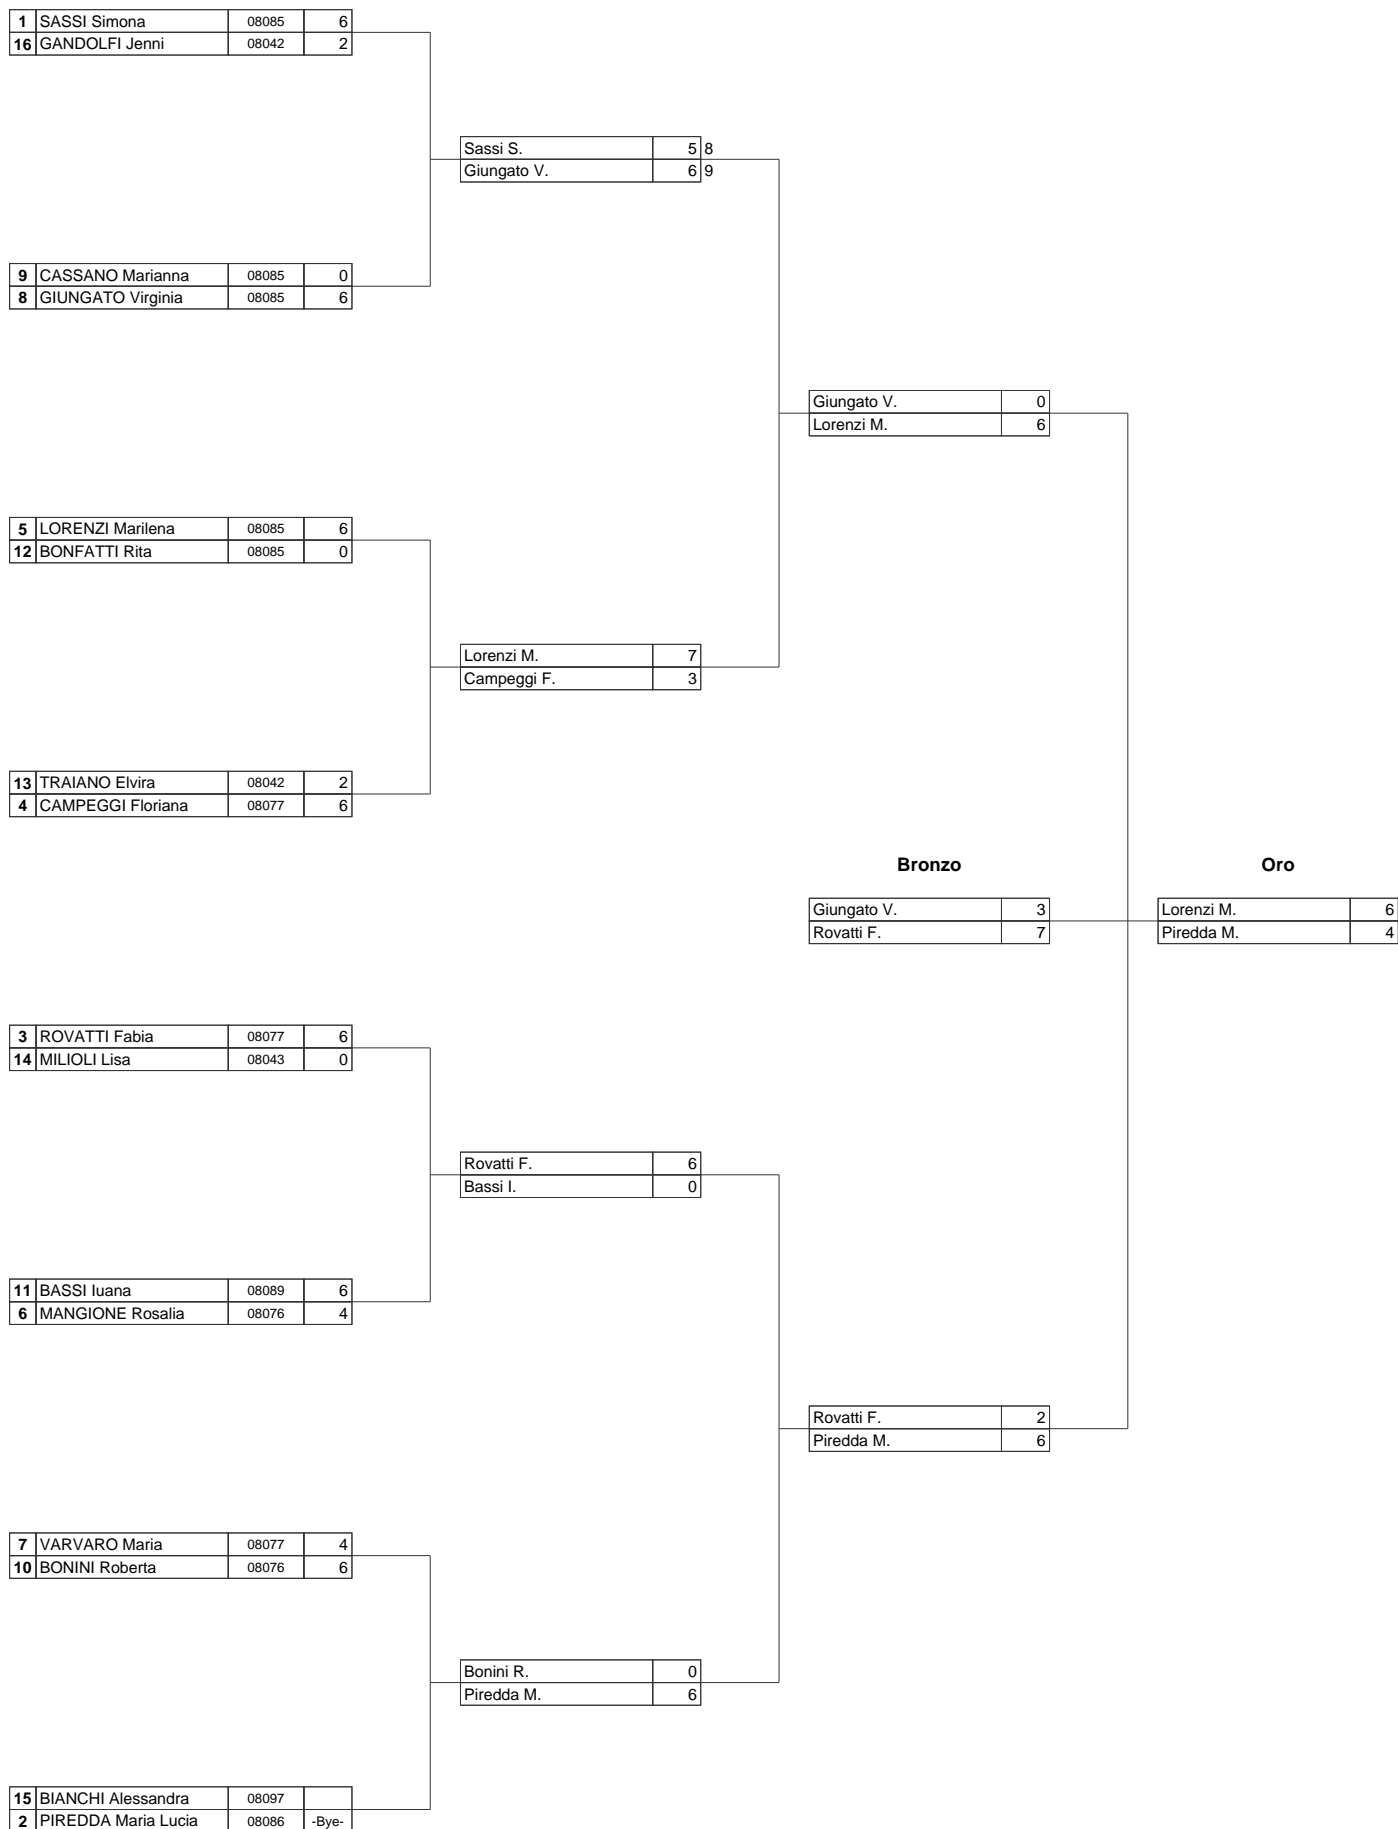 1 SASSI Simona 08085 6
16 GANDOLFI Jenni 08042 2
Sassi S. 5 8
Giungato V. 6 9
9 CASSANO Marianna 08085 0
8 GIUNGATO Virginia 08085 6
Giungato V. 0
Lorenzi M. 6
5 LORENZI Marilena 08085 6
12 BONFATTI Rita 08085 0
Lorenzi M. 7
Campeggi F. 3
13 TRAIANO Elvira 08042 2
4 CAMPEGGI Floriana 08077 6
Bronzo Oro
Giungato V. 3 Lorenzi M. 6
Rovatti F. 7 Piredda M. 4
3 ROVATTI Fabia 08077 6
14 MILIOLI Lisa 08043 0
Rovatti F. 6
Bassi I. 0
11 BASSI Iuana 08089 6
6 MANGIONE Rosalia 08076 4
Rovatti F. 2
Piredda M. 6
7 VARVARO Maria 08077 4
10 BONINI Roberta 08076 6
Bonini R. 0
Piredda M. 6
15 BIANCHI Alessandra 08097
2 PIREDDA Maria Lucia 08086 -Bye-